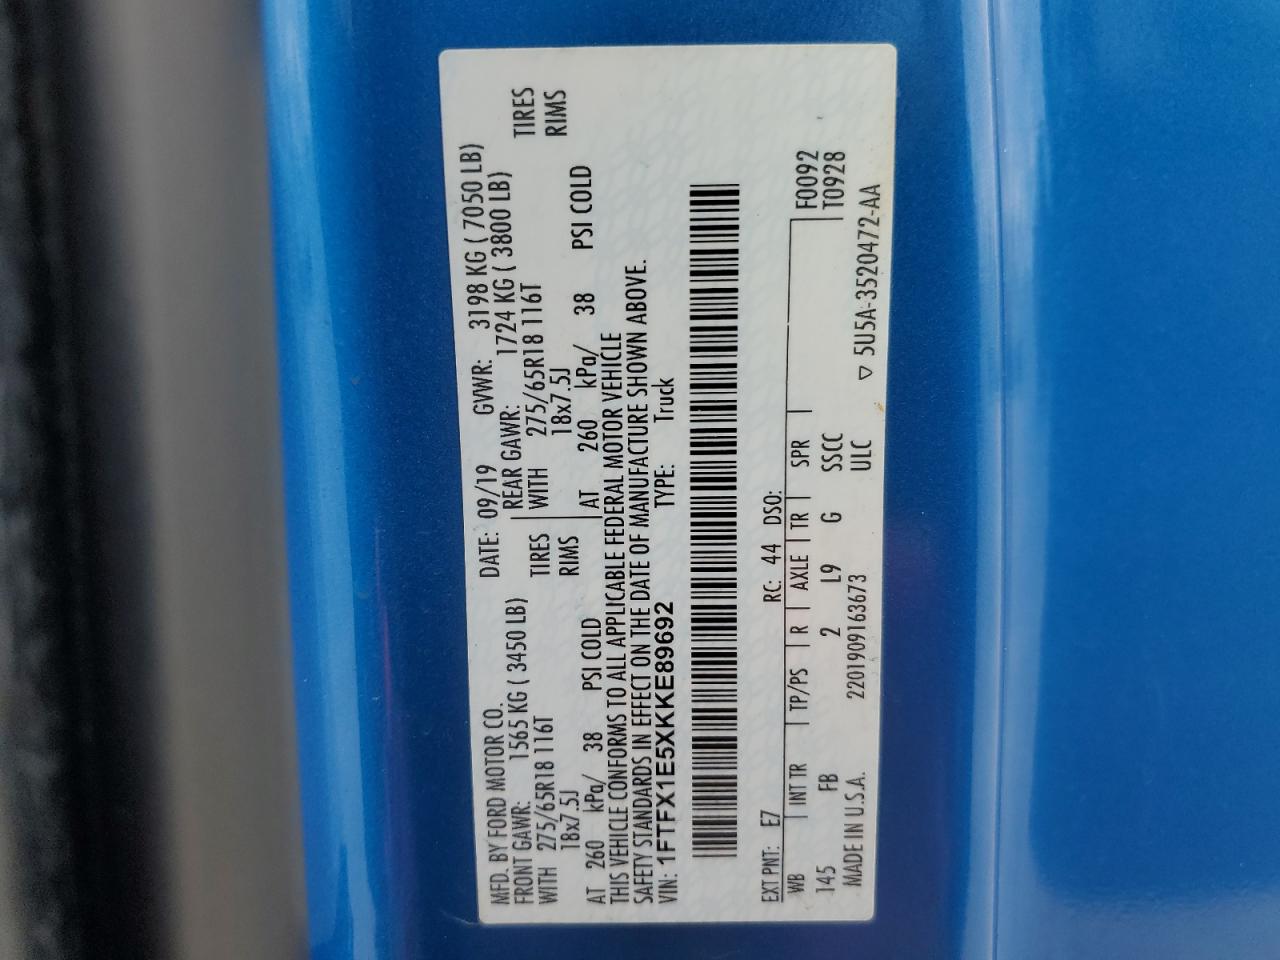 MFD. BY FORD MOTOR CO. DATE: 09/19 GVWR: 3198 KG ( 7050 LB)
FRONT GAWR: 1565 KG ( 3450 LB) REAR GAWR: 1724 KG ( 3800 LB)
WITH 275/65R18 116T TIRES WITH 275/65R18 116T TIRES
18x7.5J RIMS 18x7.5J RIMS
AT 260 kPa/ 38 PSI COLD AT 260 kPa/ 38 PSI COLD
THIS VEHICLE CONFORMS TO ALL APPLICABLE FEDERAL MOTOR VEHICLE
SAFETY STANDARDS IN EFFECT ON THE DATE OF MANUFACTURE SHOWN ABOVE.
VIN: 1FTFX1E5XKKE89692 TYPE: Truck
EXT PNT: E7 RC: 44 DSO:
WB INT TR TP/PS R AXLE TR SPR F0092
145 FB 2 L9 G SSCC T0928
MADE IN U.S.A. 2201909163673 ULC ▽ 5U5A-3520472-AA